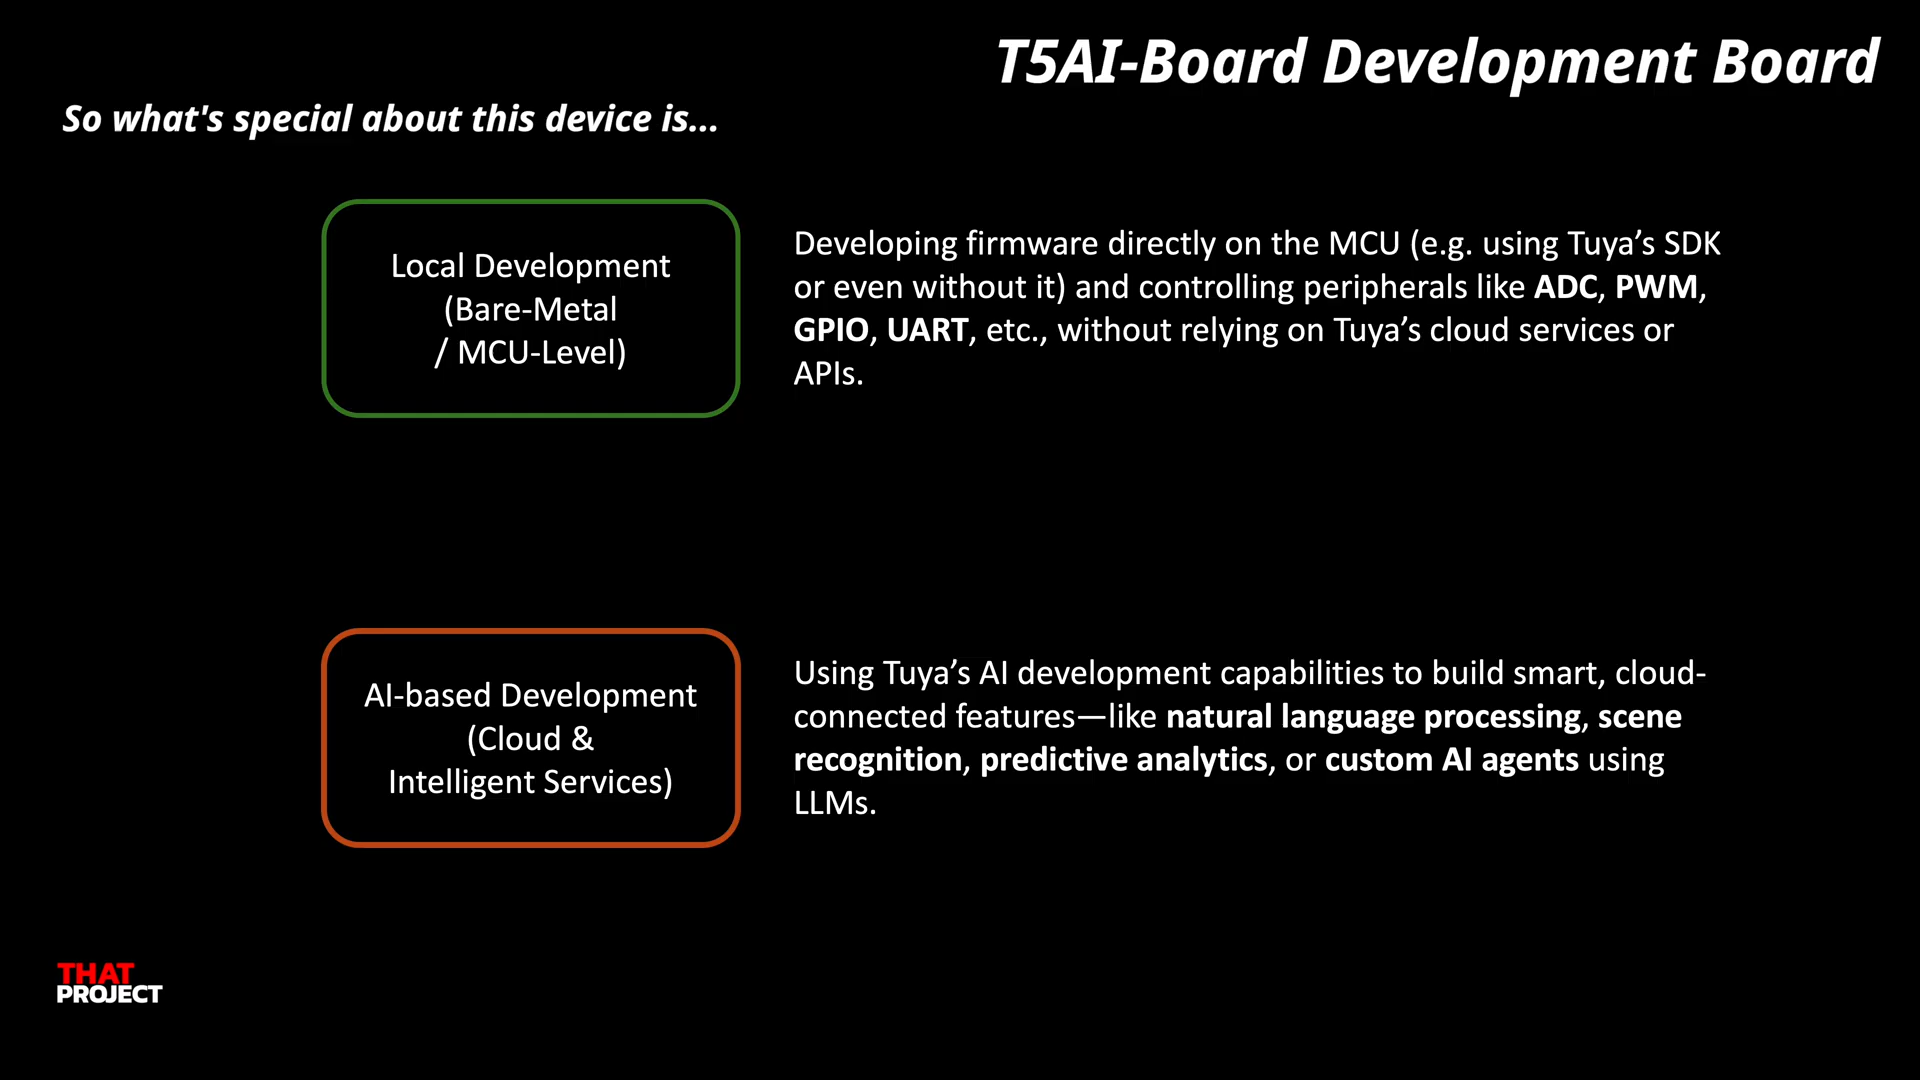 T5AI-Board Development Board
So what's special about this device is...
Local Development
(Bare-Metal
/ MCU-Level)
Developing firmware directly on the MCU (e.g. using Tuya’s SDK
or even without it) and controlling peripherals like ADC, PWM,
GPIO, UART, etc., without relying on Tuya’s cloud services or
APIs.
AI-based Development
(Cloud &
Intelligent Services)
Using Tuya’s AI development capabilities to build smart, cloud-
connected features—like natural language processing, scene
recognition, predictive analytics, or custom AI agents using
LLMs.
THAT
PROJECT